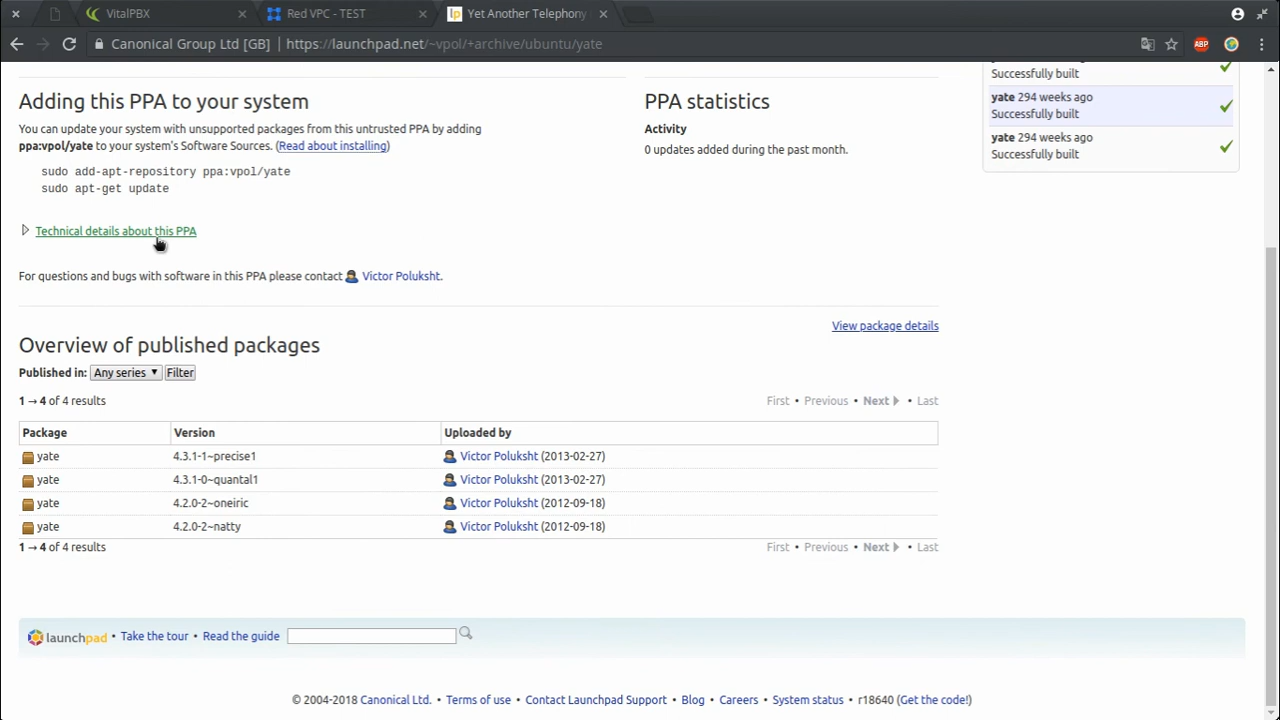 VitalPBX
Red VPC - TEST
Yet Another Telephony
Canonical Group Ltd [GB] https://launchpad.net/~vpol/+archive/ubuntu/yate
ABP
Adding this PPA to your system
You can update your system with unsupported packages from this untrusted PPA by adding
ppa:vpol/yate to your system's Software Sources. (Read about installing)
sudo add-apt-repository ppa:vpol/yate
sudo apt-get update
Technical details about this PPA
For questions and bugs with software in this PPA please contact Victor Poluksht.
PPA statistics
Activity
0 updates added during the past month.
Successfully built
yate 294 weeks ago
Successfully built
yate 294 weeks ago
Successfully built
View package details
Overview of published packages
Published in: Any series Filter
1 → 4 of 4 results
First • Previous • Next • Last
Package Version Uploaded by
yate 4.3.1-1~precise1 Victor Poluksht (2013-02-27)
yate 4.3.1-0~quantal1 Victor Poluksht (2013-02-27)
yate 4.2.0-2~oneiric Victor Poluksht (2012-09-18)
yate 4.2.0-2~natty Victor Poluksht (2012-09-18)
1 → 4 of 4 results
First • Previous • Next • Last
launchpad • Take the tour • Read the guide
© 2004-2018 Canonical Ltd. • Terms of use • Contact Launchpad Support • Blog • Careers • System status • r18640 (Get the code!)